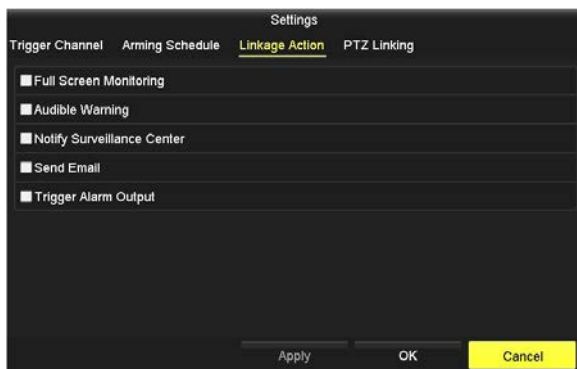 Settings
Trigger Channel Arming Schedule Linkage Action PTZ Linking
Full Screen Monitoring
Audible Warning
Notify Surveillance Center
Send Email
Trigger Alarm Output
Apply OK Cancel